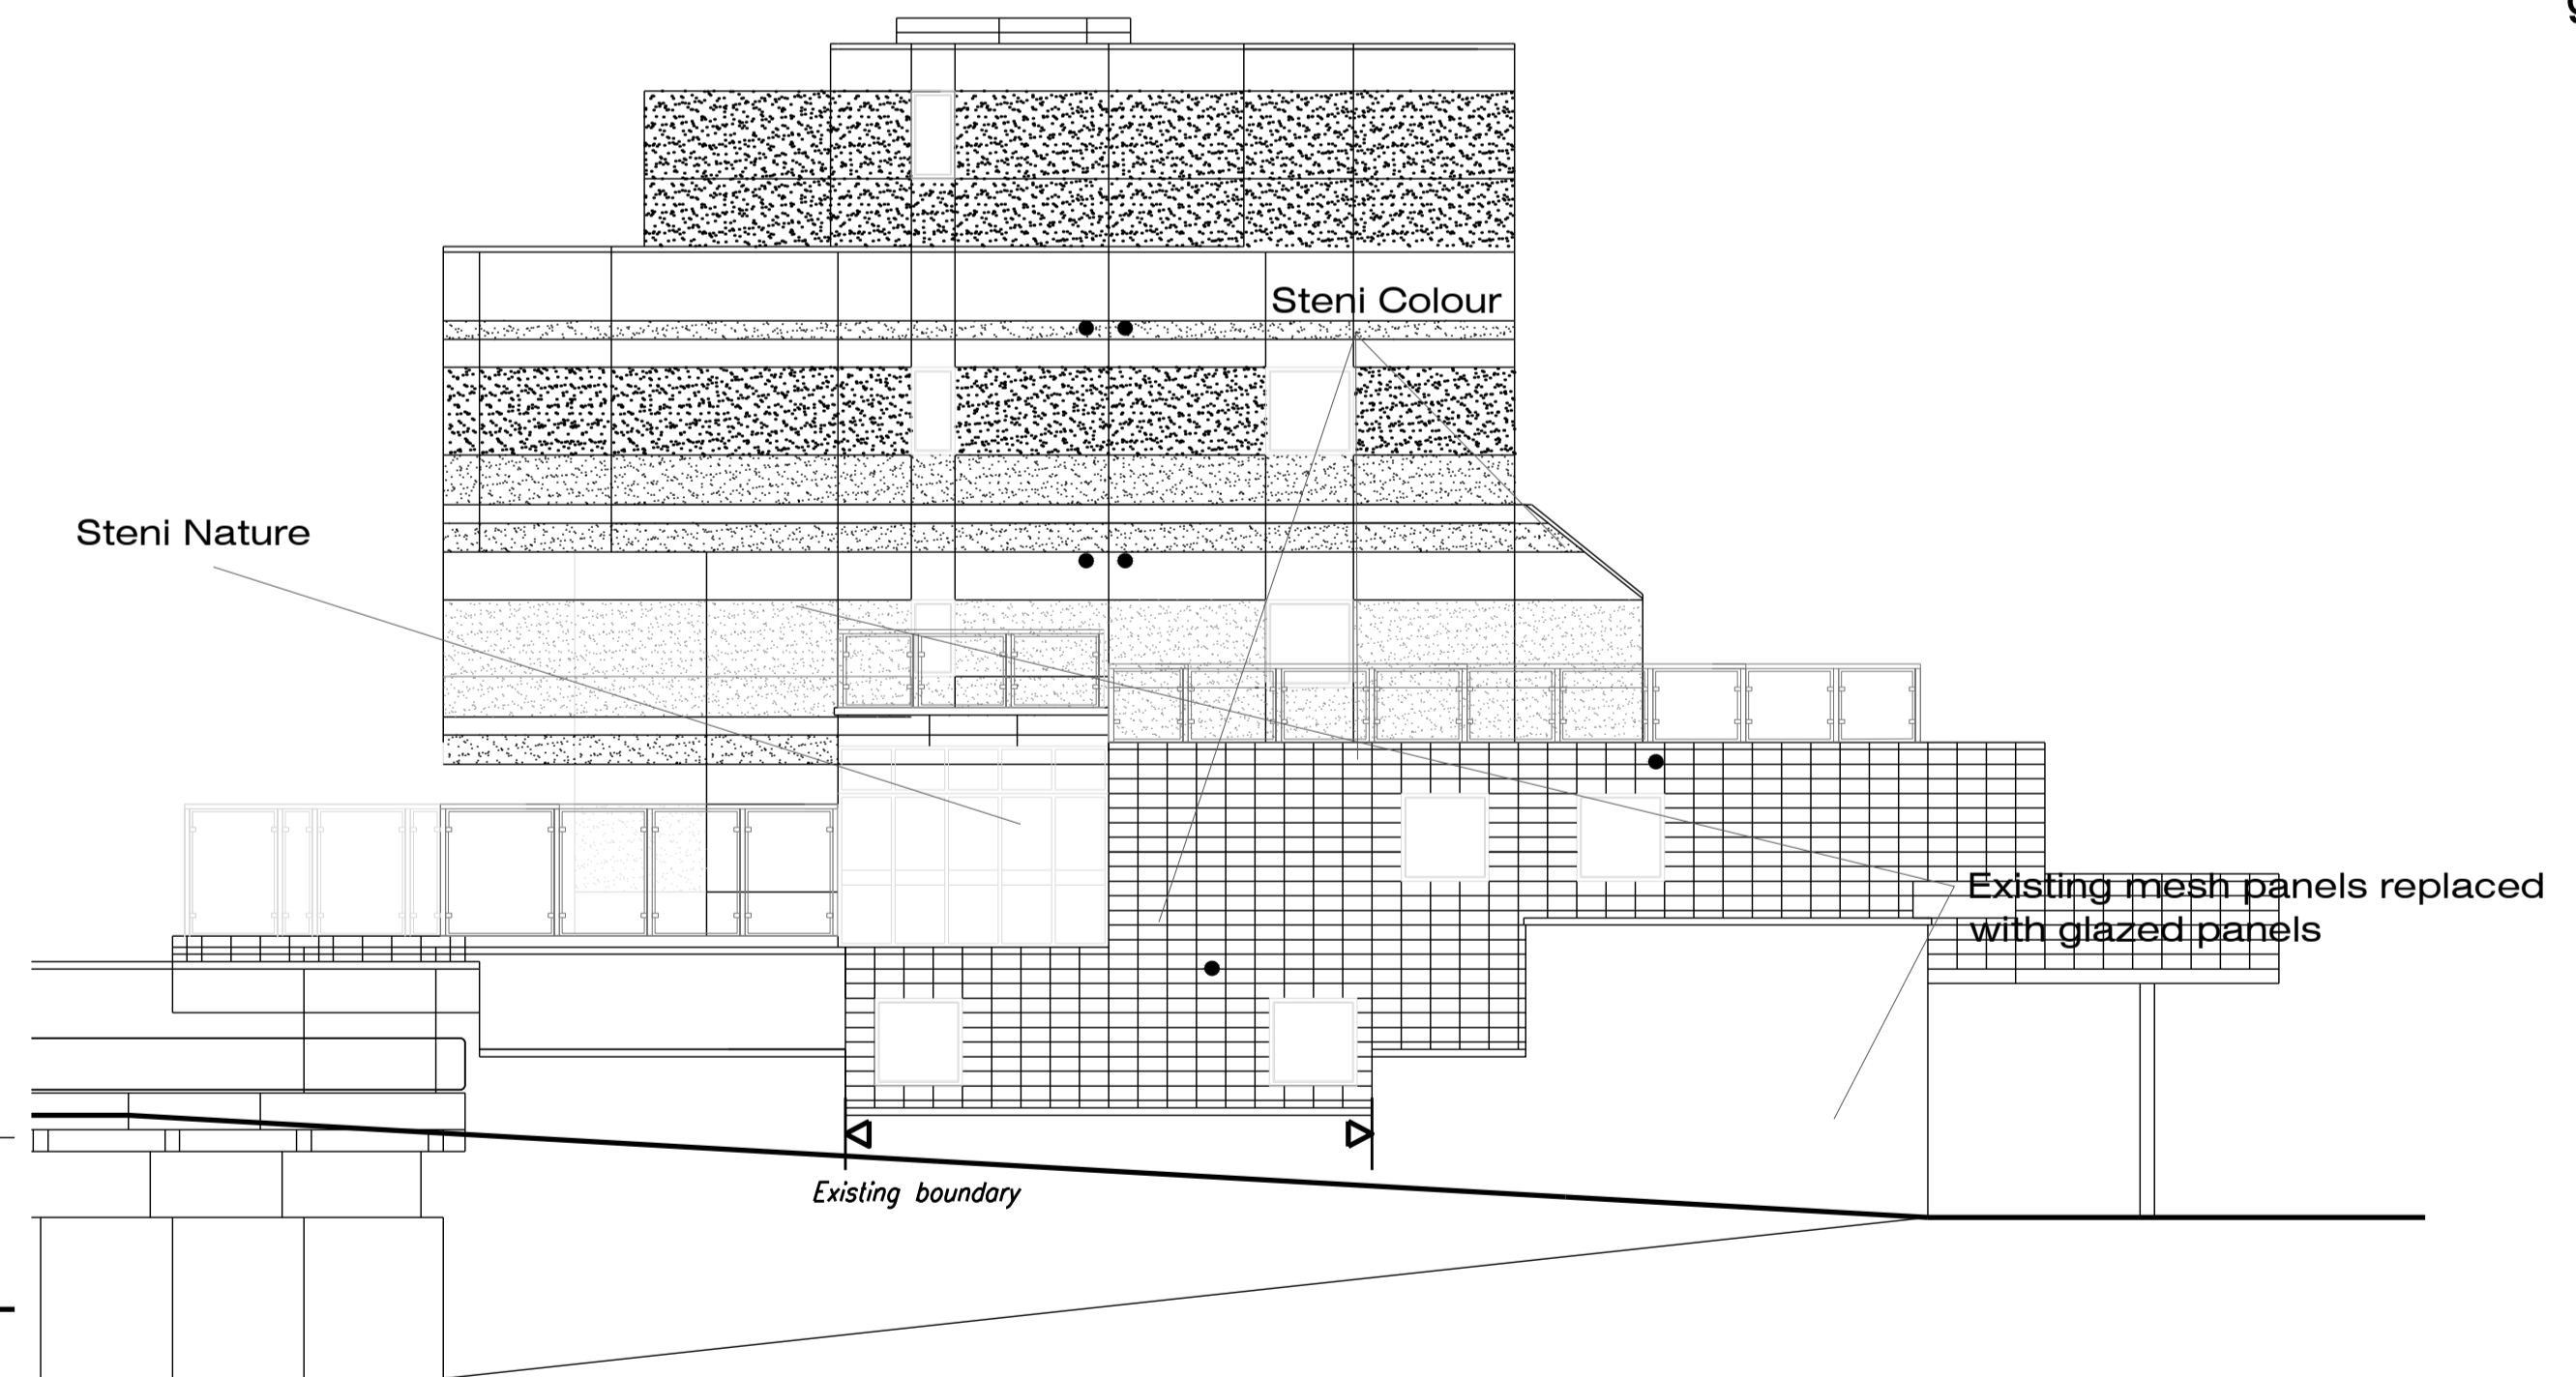 Steni Colour
Steni Nature
Existing mesh panels replaced
with glazed panels
Existing boundary